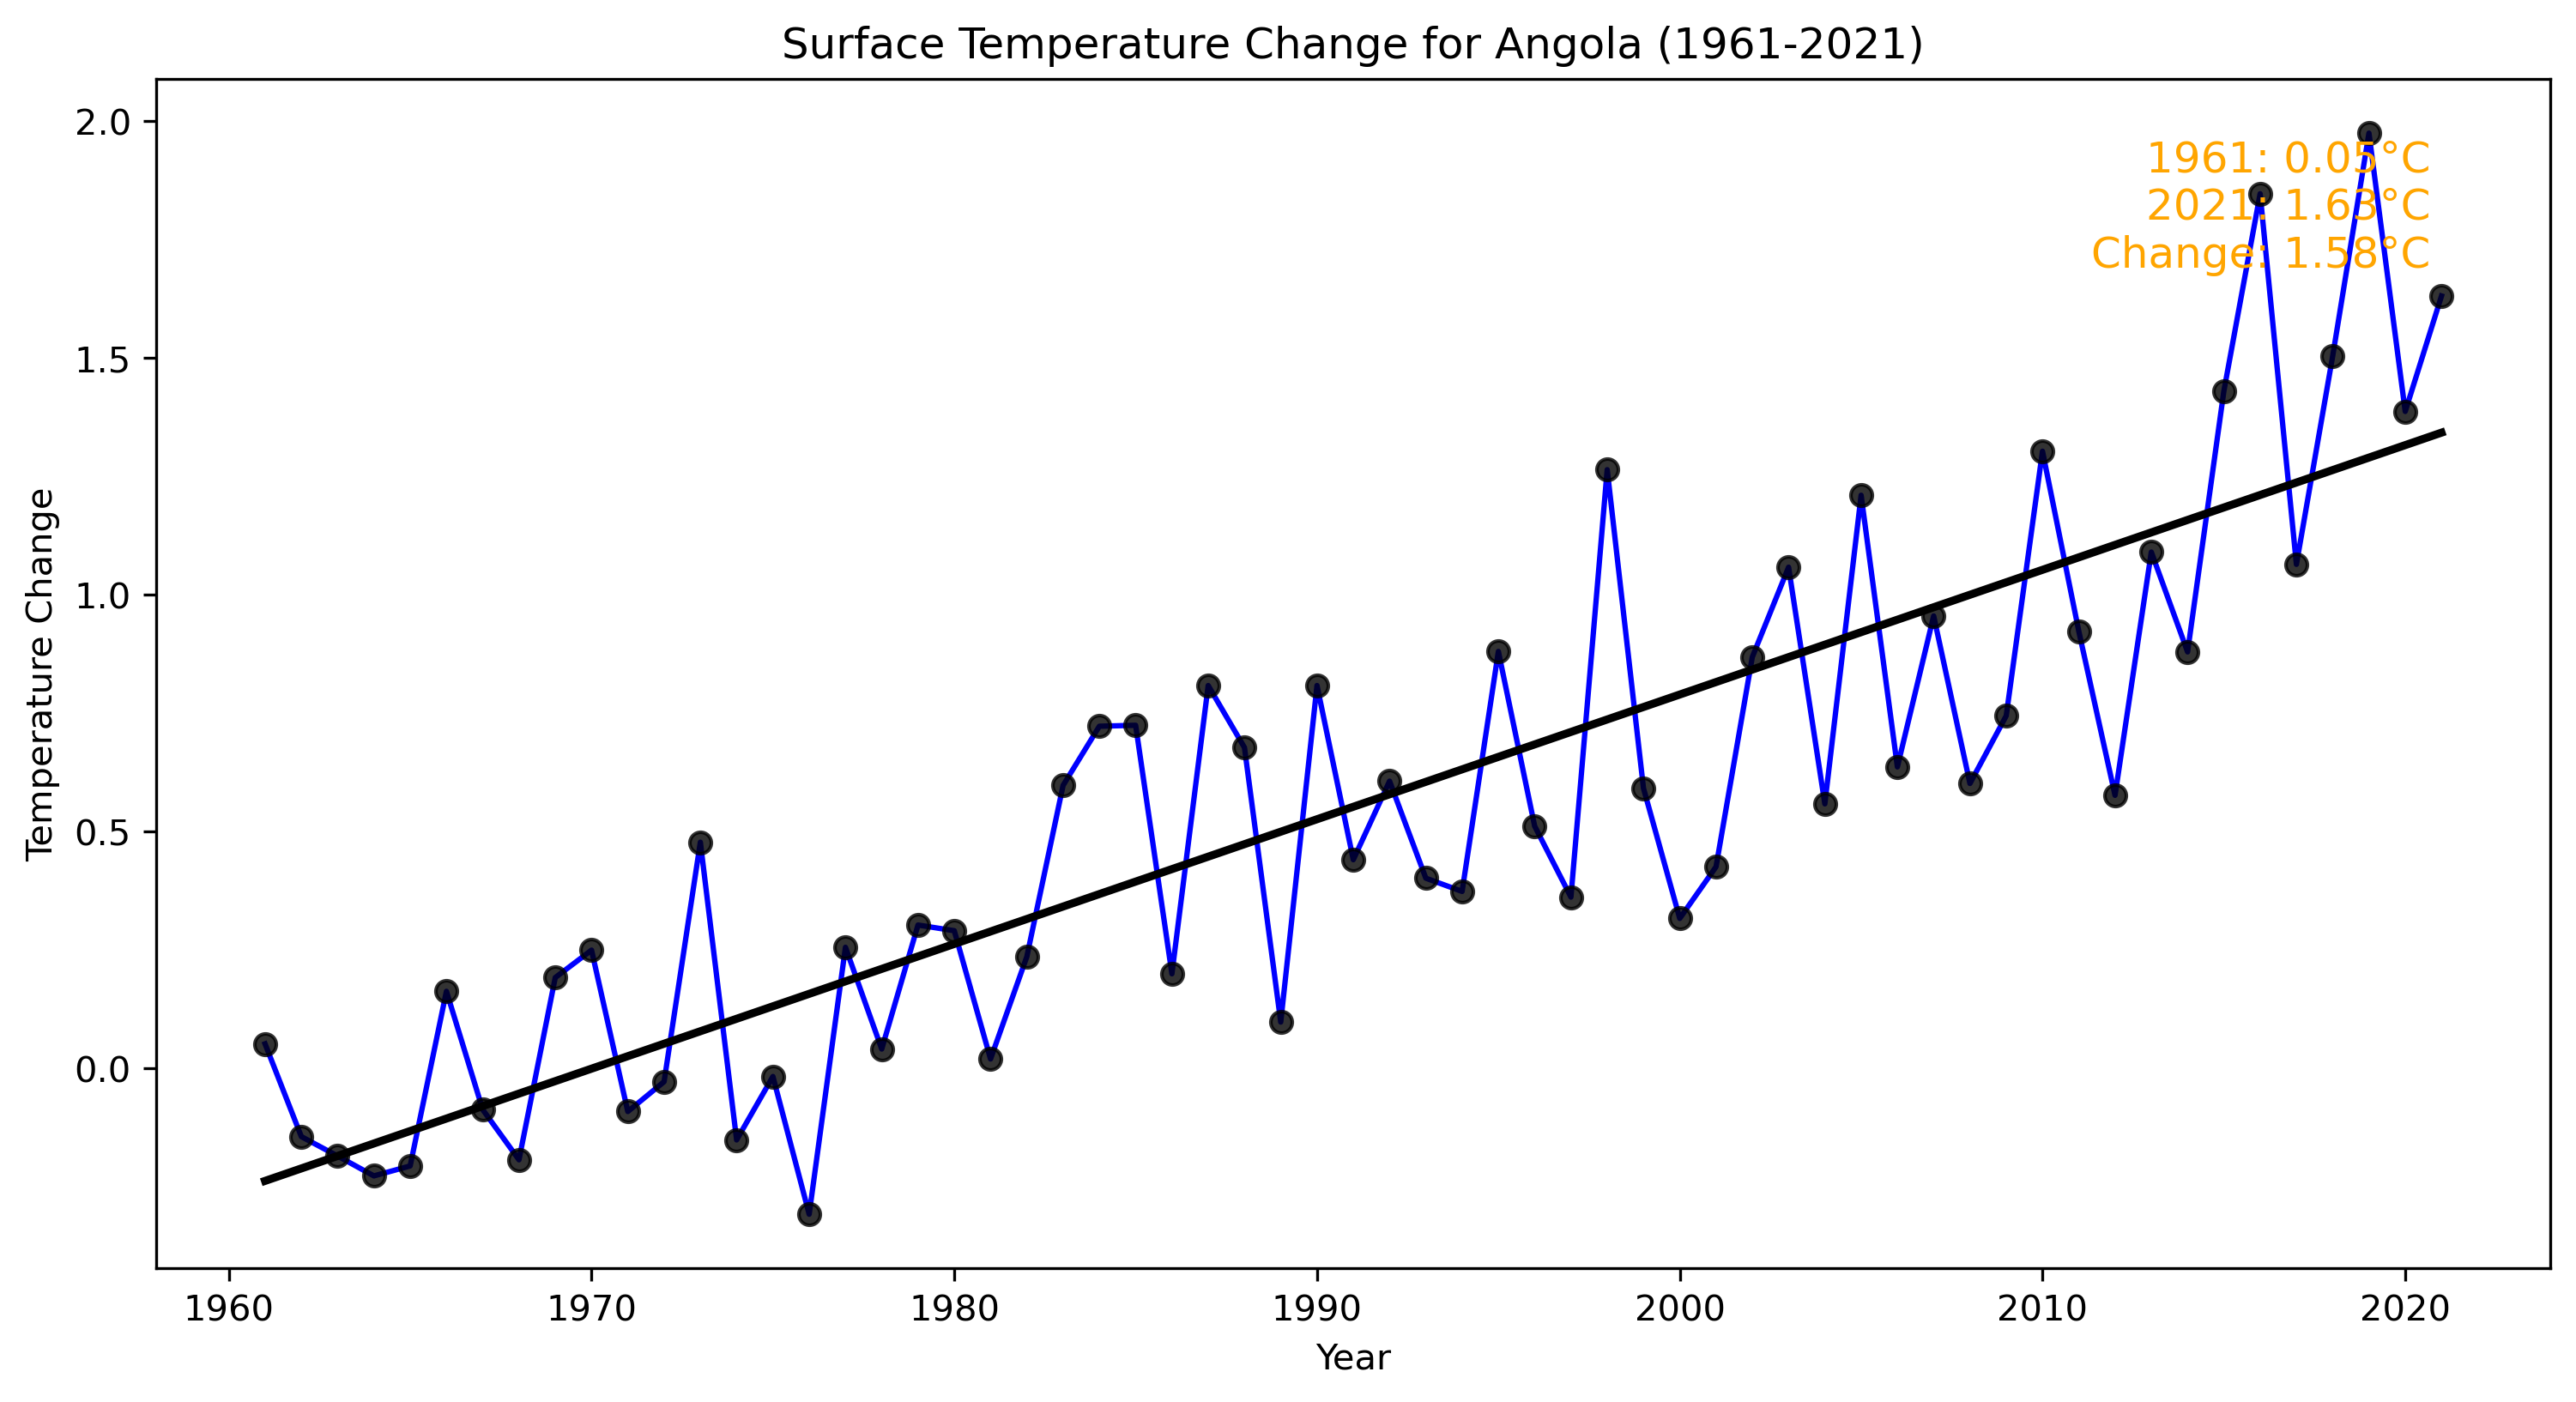 Surface Temperature Change for Angola (1961-2021)
2.0
1.5
1.0
0.5
0.0
Temperature Change
1961: 0.05°C
2021: 1.63°C
Change: 1.58°C
1960 1970 1980 1990 2000 2010 2020
Year